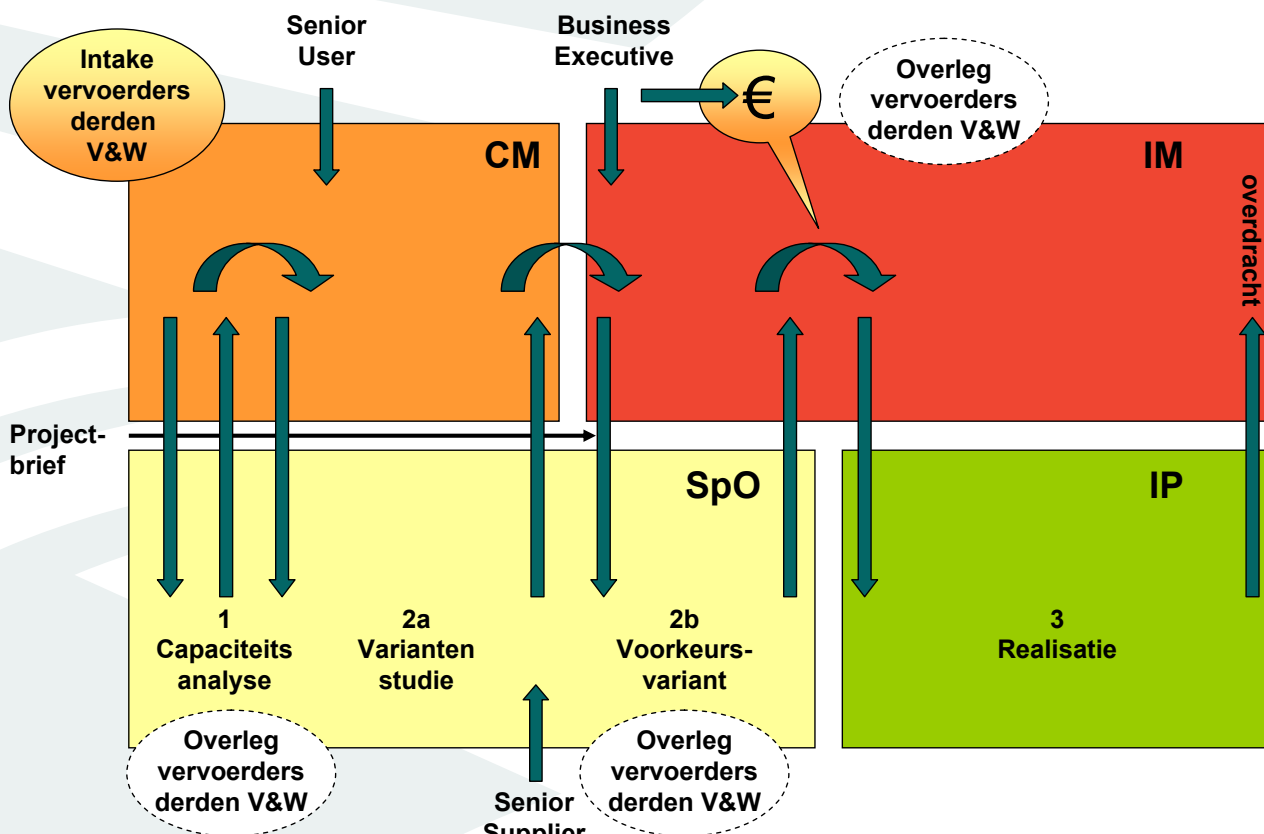 Intake
vervoerders
derden
V&W
Senior
User
Business
Executive
€
Overleg
vervoerders
derden V&W
CM
IM
overdracht
Project-
brief
SpO
IP
1
Capaciteits
analyse
2a
Varianten
studie
2b
Voorkeurs-
variant
3
Realisatie
Overleg
vervoerders
derden V&W
Senior
Supplier
Overleg
vervoerders
derden V&W